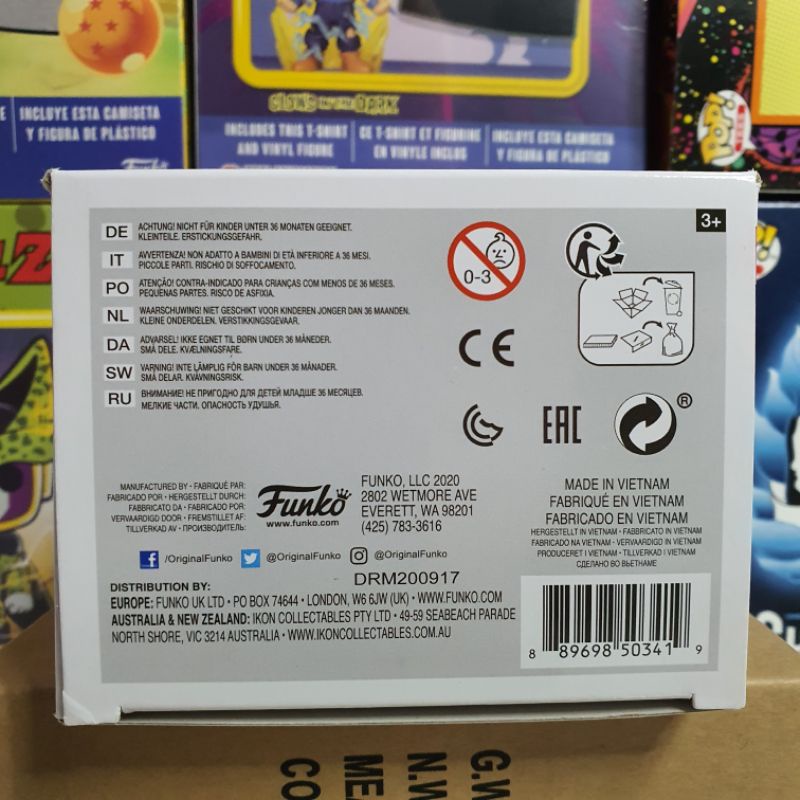 INCLUYE ESTA CAMISETA
Y FIGURA DE PLÁSTICO
Funko
INCLUDES THIS T-SHIRT
AND VINYL FIGURE
CE T-SHIRT ET FIGURINE
EN VINYLE INCLUS
INCLUYE ESTA CAMISETA
Y FIGURA DE PLÁSTICO
POP!
Z
DE ACHTUNG! NICHT FÜR KINDER UNTER 36 MONATEN GEEIGNET.
KLEINTEILE. ERSTICKUNGSGEFAHR.
IT AVVERTENZA! NON ADATTO A BAMBINI DI ETÀ INFERIORE A 36 MESI.
PICCOLE PARTI. RISCHIO DI SOFFOCAMENTO.
PO ATENÇÃO! CONTRA-INDICADO PARA CRIANÇAS COM MENOS DE 36 MESES.
PEQUENAS PARTES. RISCO DE ASFIXIA.
NL WAARSCHUWING! NIET GESCHIKT VOOR KINDEREN JONGER DAN 36 MAANDEN.
KLEINE ONDERDELEN. VERSTIKKINGSGEVAAR.
DA ADVARSEL! IKKE EGNET TIL BØRN UNDER 36 MÅNEDER.
SMÅ DELE. KVÆLNINGSFARE.
SW VARNING! INTE LÄMPLIG FÖR BARN UNDER 36 MÅNADER.
SMÅ DELAR. KVÄVNINGSRISK.
RU ВНИМАНИЕ! НЕ ПРИГОДНО ДЛЯ ДЕТЕЙ МЛАДШЕ 36 МЕСЯЦЕВ.
МЕЛКИЕ ЧАСТИ. ОПАСНОСТЬ УДУШЬЯ.
0-3
3+
CE
EAC
®
MANUFACTURED BY • FABRIQUÉ PAR:
FABRICADO POR • HERGESTELLT DURCH:
FABBRICATO DA • FABRICADO POR:
VERVAARDIGD DOOR • FREMSTILLET AF:
TILLVERKAD AV • ПРОИЗВОДИТЕЛЬ:
Funko
www.funko.com
FUNKO, LLC 2020
2802 WETMORE AVE
EVERETT, WA 98201
(425) 783-3616
/OriginalFunko @OriginalFunko @OriginalFunko
DRM200917
MADE IN VIETNAM
FABRIQUÉ EN VIETNAM
FABRICADO EN VIETNAM
HERGESTELLT IN VIETNAM • FABBRICATO IN VIETNAM
FABRICADO NA VIETNAM • VERVAARDIGD IN VIETNAM
PRODUCERET I VIETNAM • TILLVERKAD I VIETNAM
СДЕЛАНО ВО ВЬЕТНАМЕ
DISTRIBUTION BY:
EUROPE: FUNKO UK LTD • PO BOX 74644 • LONDON, W6 6JW (UK) • WWW.FUNKO.COM
AUSTRALIA & NEW ZEALAND: IKON COLLECTABLES PTY LTD • 49-59 SEABEACH PARADE
NORTH SHORE, VIC 3214 AUSTRALIA • WWW.IKONCOLLECTABLES.COM.AU
8 89698 50341 9
G.W
N.W
MEA
CO